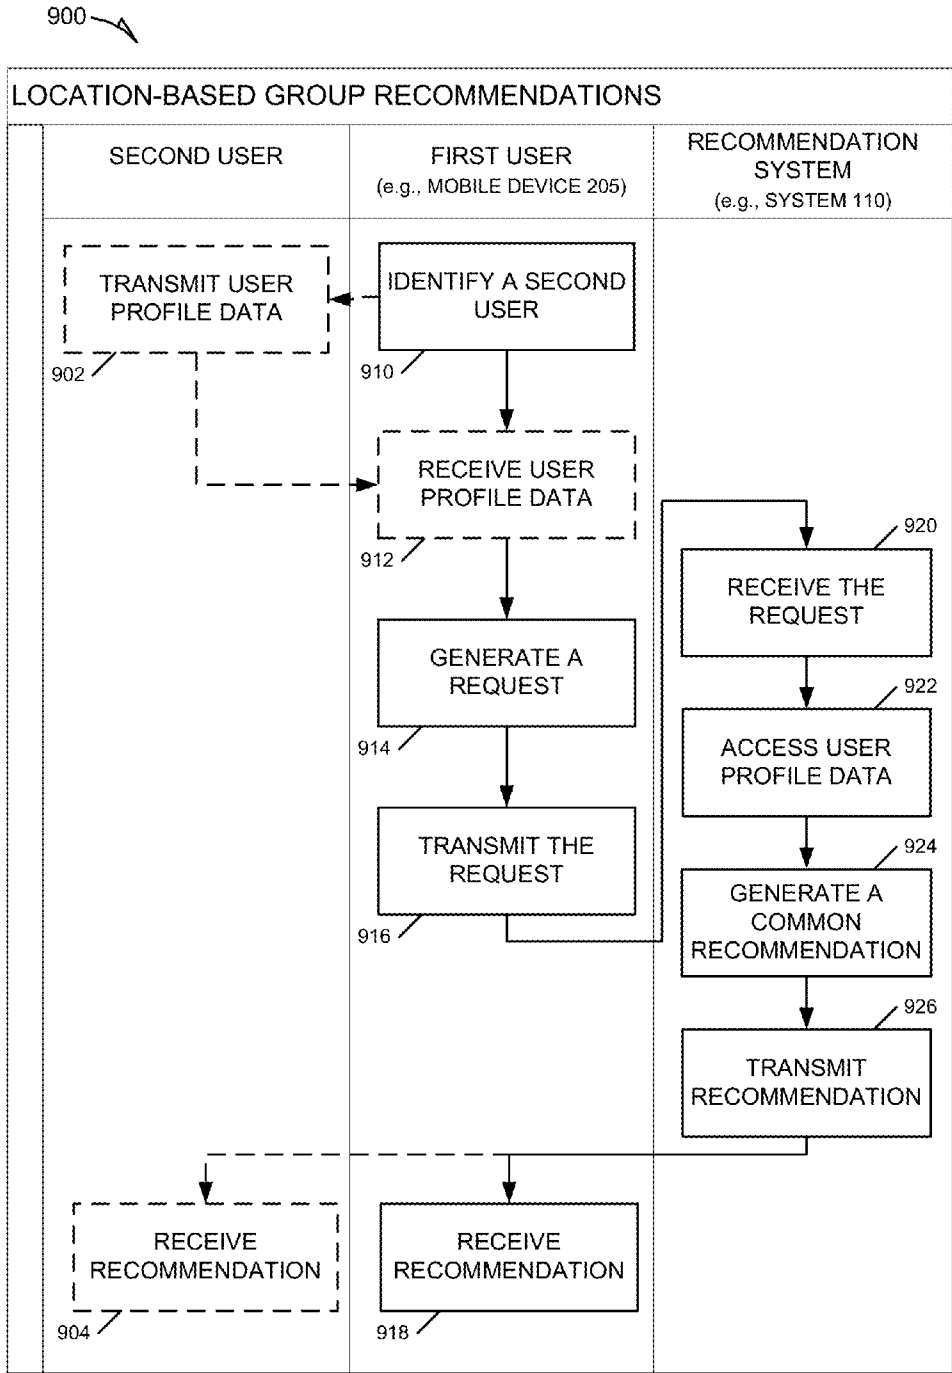 900
LOCATION-BASED GROUP RECOMMENDATIONS
SECOND USER
FIRST USER
(e.g., MOBILE DEVICE 205)
RECOMMENDATION
SYSTEM
(e.g., SYSTEM 110)
TRANSMIT USER
PROFILE DATA
902
IDENTIFY A SECOND
USER
910
RECEIVE USER
PROFILE DATA
912
GENERATE A
REQUEST
914
TRANSMIT THE
REQUEST
916
920
RECEIVE THE
REQUEST
922
ACCESS USER
PROFILE DATA
924
GENERATE A
COMMON
RECOMMENDATION
926
TRANSMIT
RECOMMENDATION
RECEIVE
RECOMMENDATION
904
RECEIVE
RECOMMENDATION
918